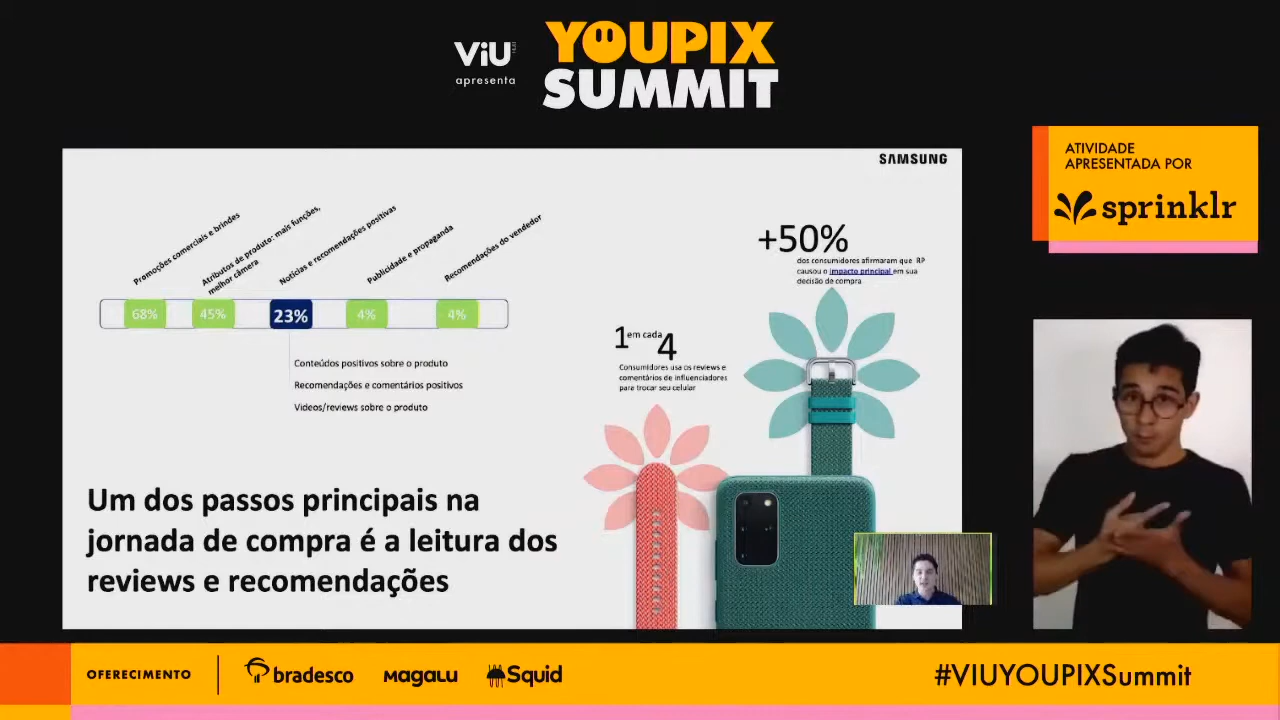 ViU
apresenta
YOUPIX
SUMMIT
SAMSUNG
ATIVIDADE
APRESENTADA POR
sprinklr
Promoções comerciais e brindes
Atributos de produto: mais funções,
melhor câmera
Notícias e recomendações positivas
Publicidade e propaganda
Recomendações do vendedor
68%
45%
23%
4%
4%
Conteúdos positivos sobre o produto
Recomendações e comentários positivos
Videos/reviews sobre o produto
+50%
dos consumidores afirmaram que RP
causou o impacto principal em sua
decisão de compra
1 em cada 4
Consumidores usa os reviews e
comentários de influenciadores
para trocar seu celular
Um dos passos principais na
jornada de compra é a leitura dos
reviews e recomendações
OFERECIMENTO
bradesco
magalu
Squid
#VIUYOUPIXSummit